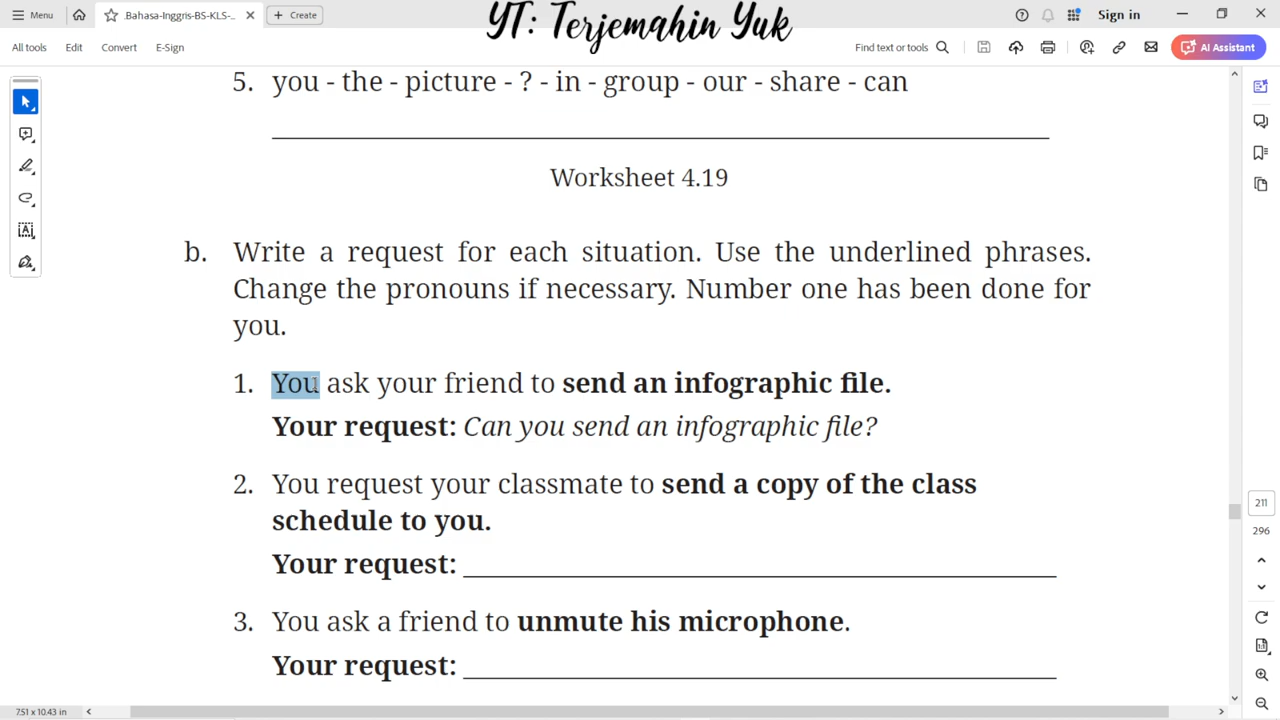 Menu
.Bahasa-Inggris-BS-KLS-...
Create
YT: Terjemahin Yuk
Sign in
All tools
Edit
Convert
E-Sign
Find text or tools
AI Assistant
5. you - the - picture - ? - in - group - our - share - can
Worksheet 4.19
b. Write a request for each situation. Use the underlined phrases.
Change the pronouns if necessary. Number one has been done for
you.
1. You ask your friend to send an infographic file.
Your request: Can you send an infographic file?
2. You request your classmate to send a copy of the class
schedule to you.
Your request:
3. You ask a friend to unmute his microphone.
Your request:
211
296
7.51 x 10.43 in